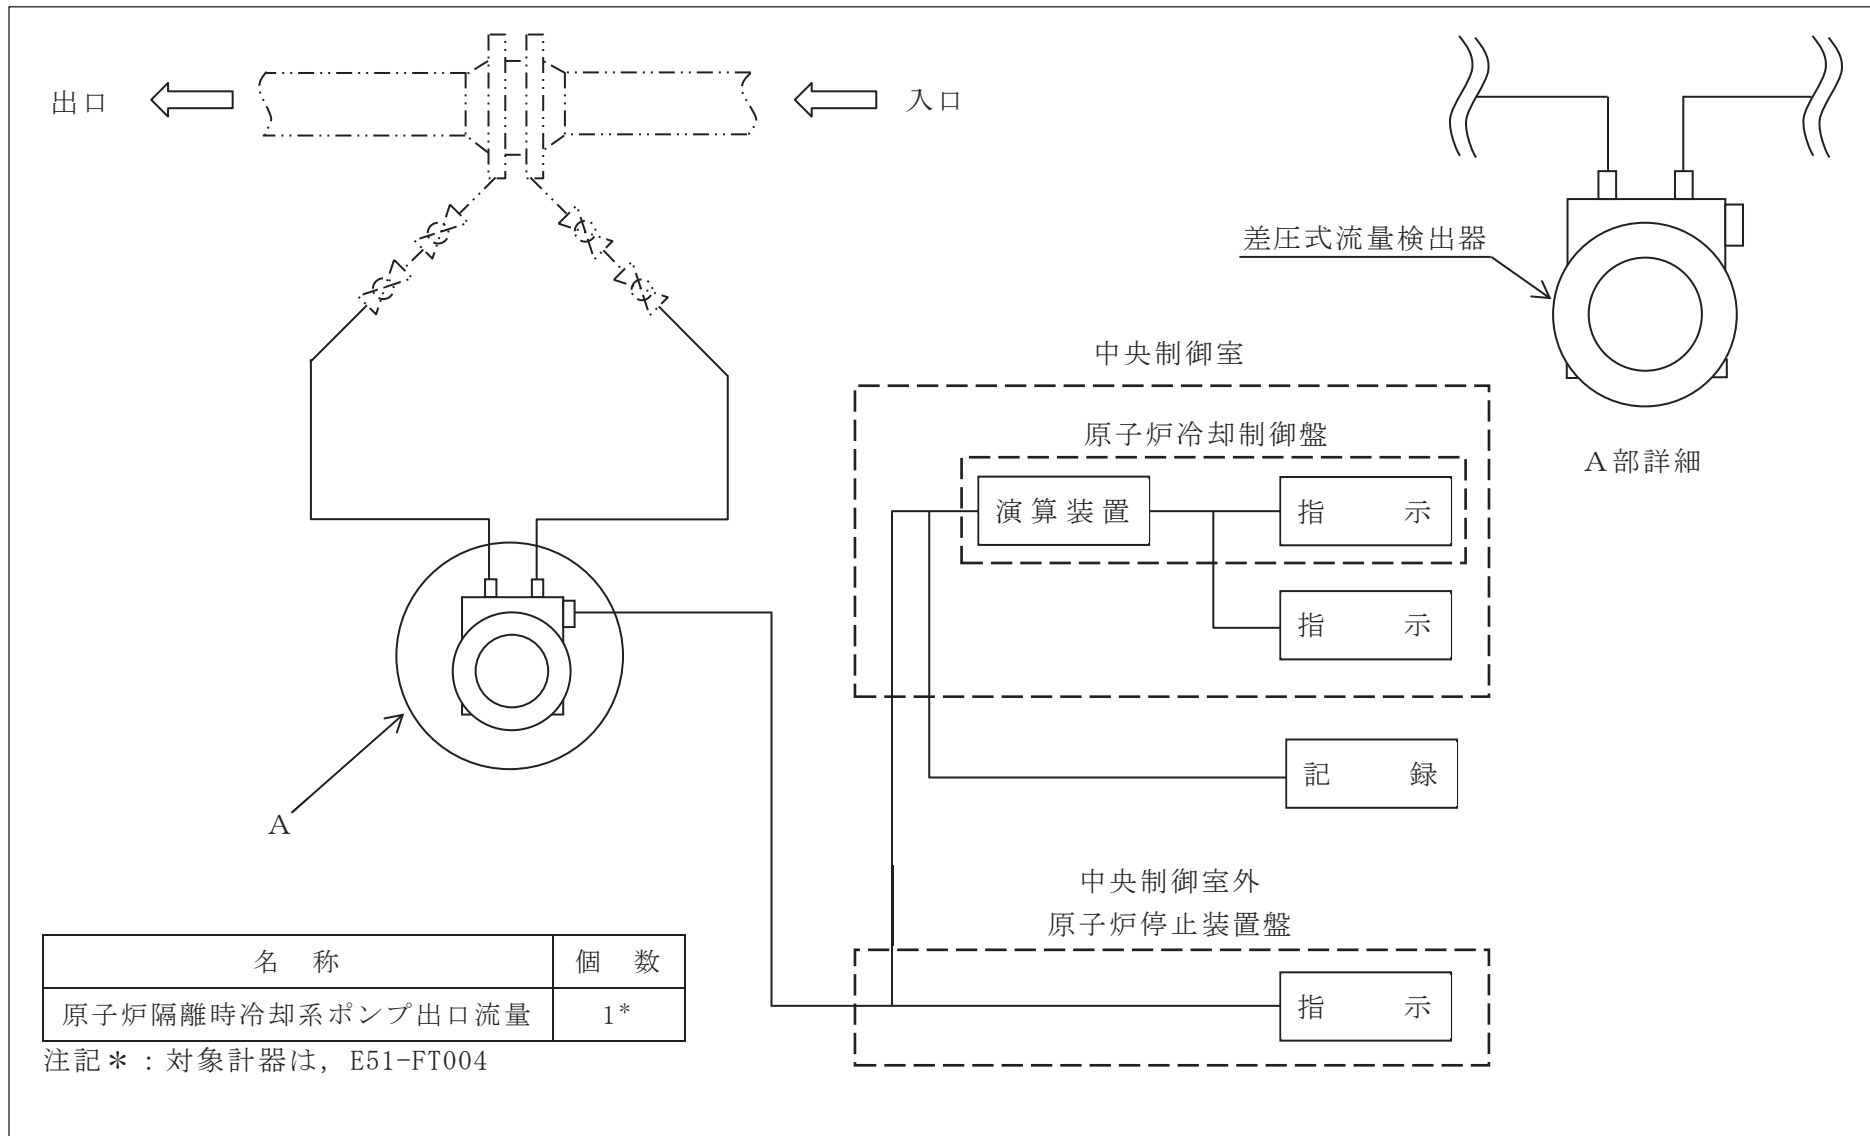 出口
入口
差圧式流量検出器
A部詳細
中央制御室
原子炉冷却制御盤
演算装置
指 示
指 示
記 録
A
中央制御室外
原子炉停止装置盤
指 示
名 称 個 数
原子炉隔離時冷却系ポンプ出口流量 1*
注記＊：対象計器は，E51-FT004